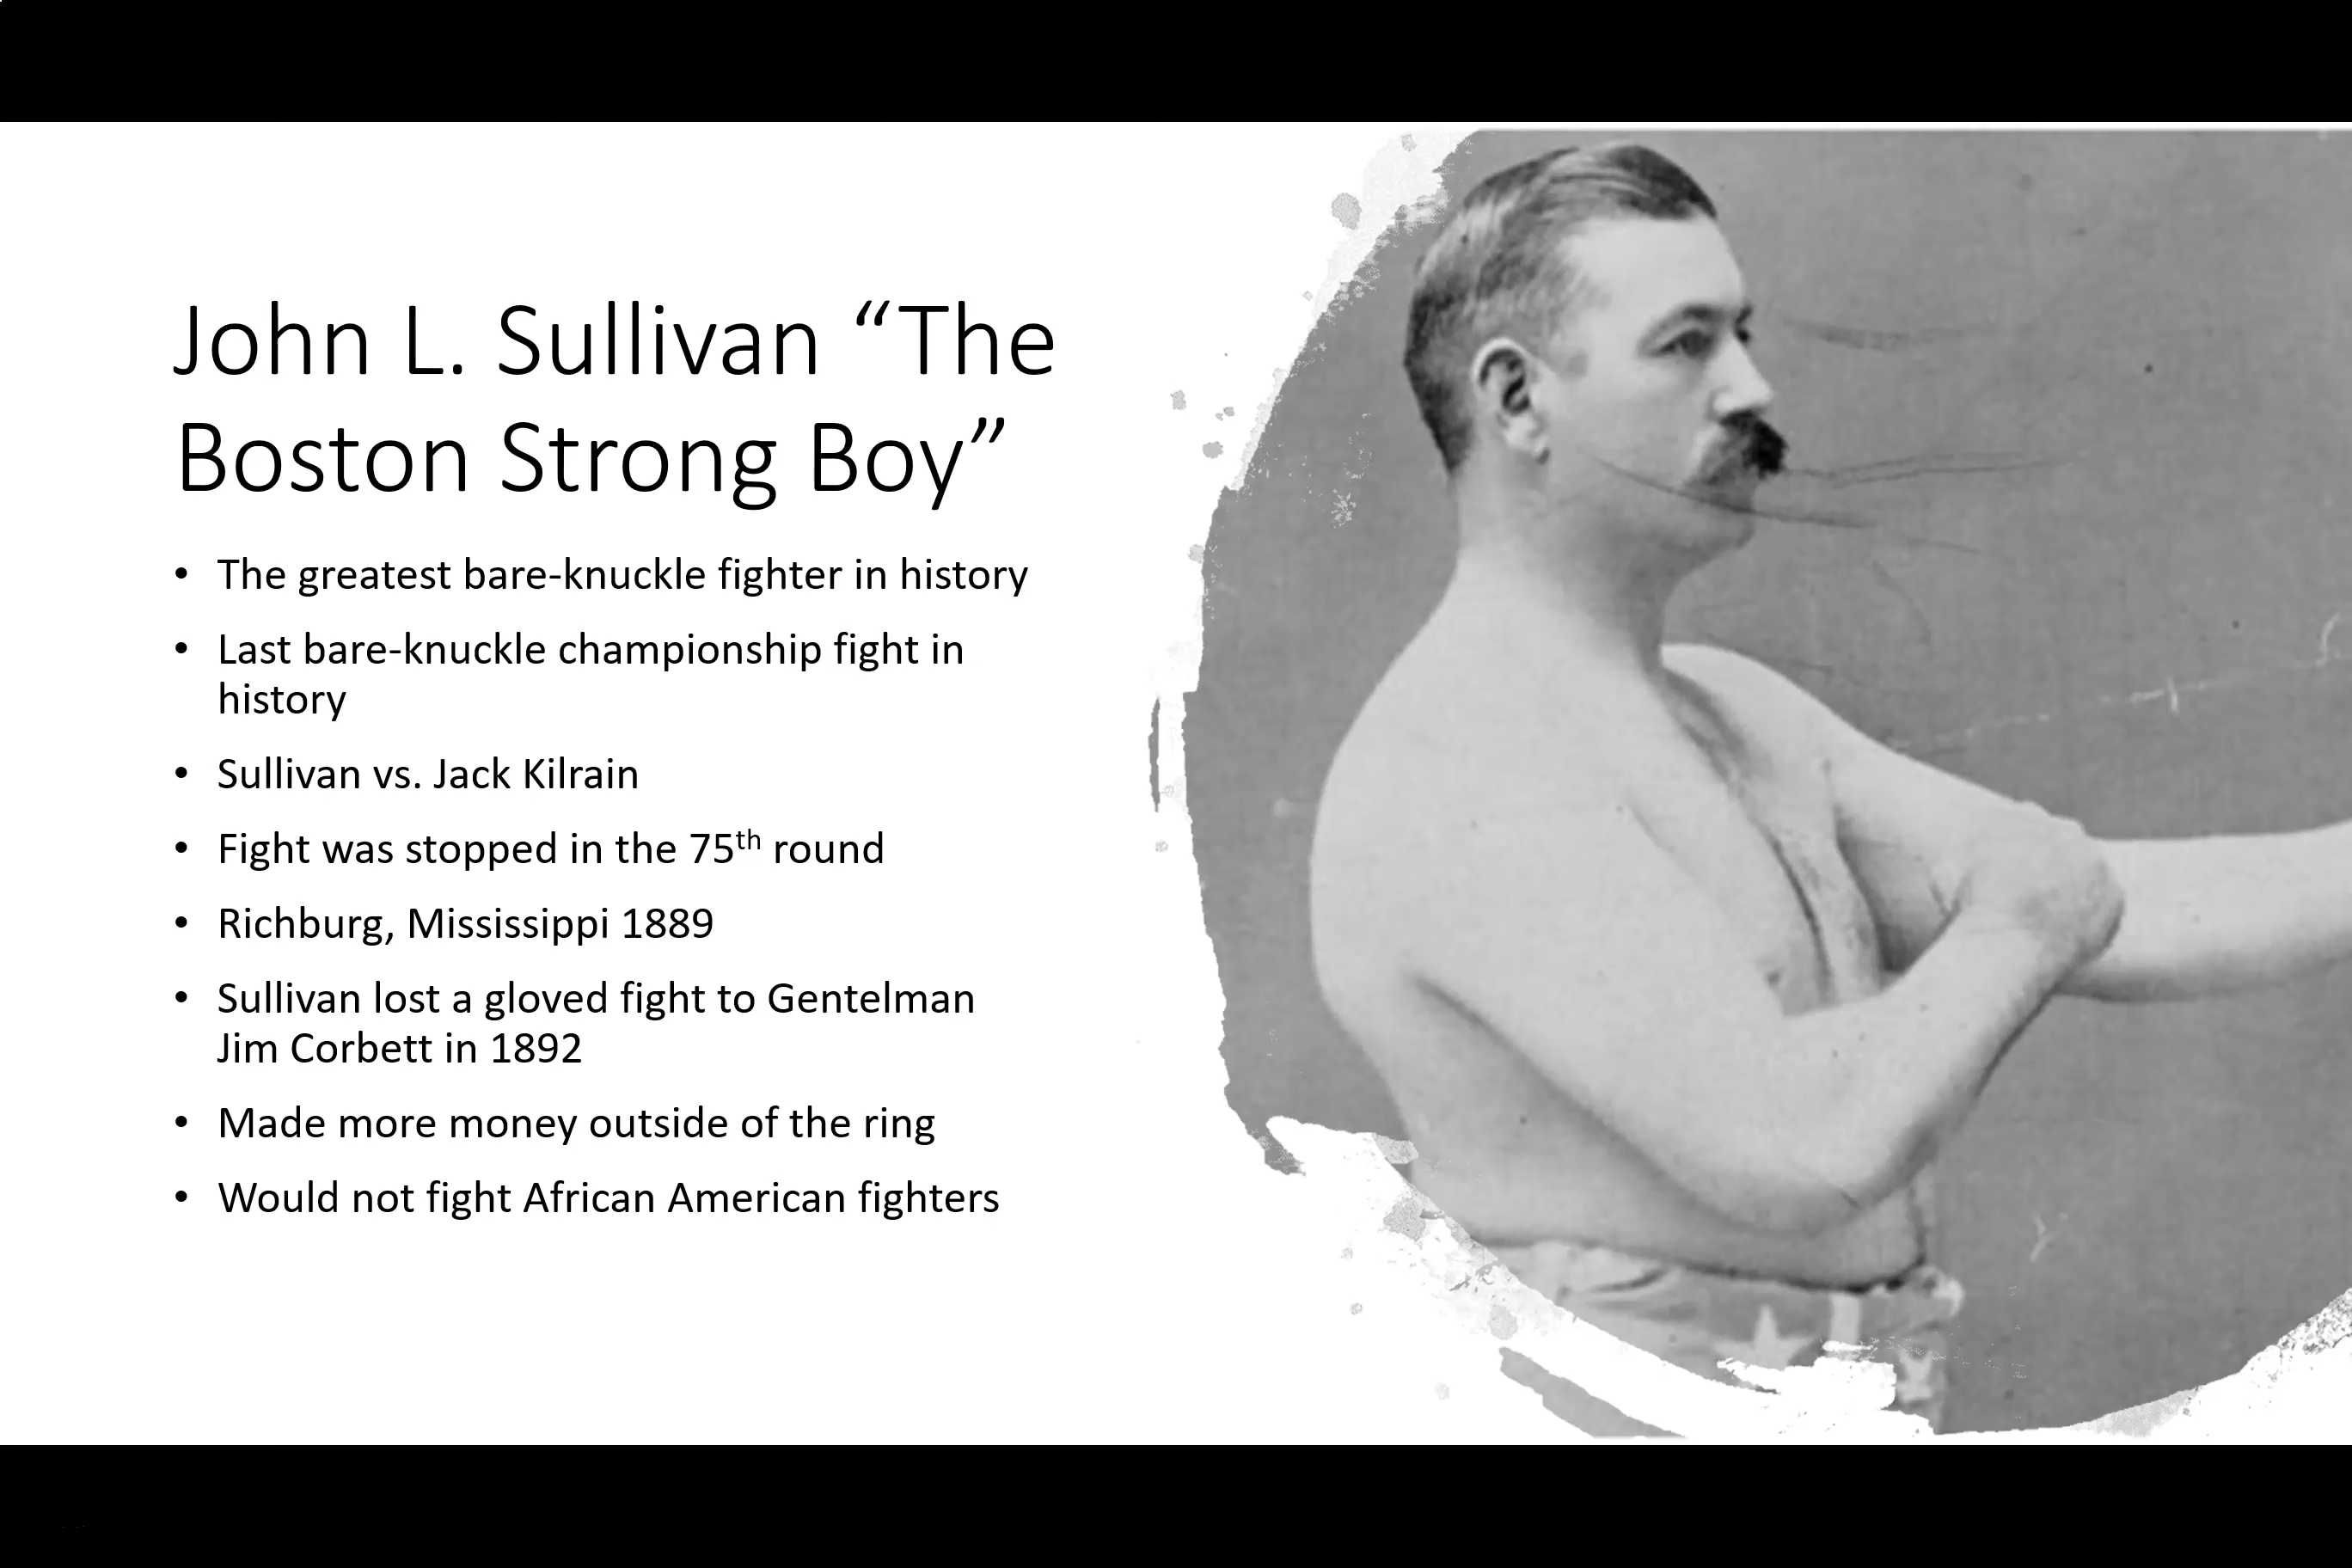 John L. Sullivan “The
Boston Strong Boy”
• The greatest bare-knuckle fighter in history
• Last bare-knuckle championship fight in
history
• Sullivan vs. Jack Kilrain
• Fight was stopped in the 75th round
• Richburg, Mississippi 1889
• Sullivan lost a gloved fight to Gentelman
Jim Corbett in 1892
• Made more money outside of the ring
• Would not fight African American fighters